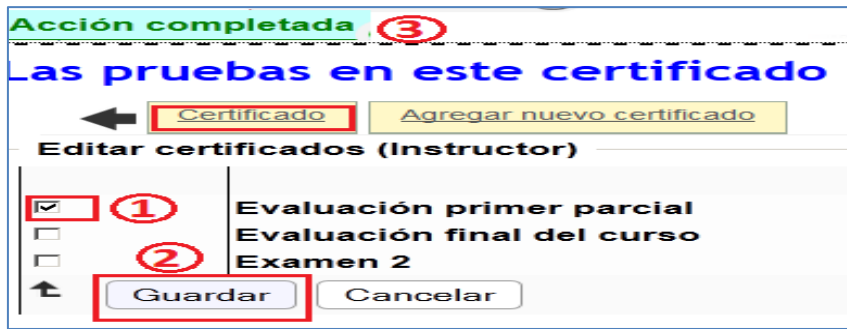 Acción completada 3
Las pruebas en este certificado
Certificado Agregar nuevo certificado
Editar certificados (Instructor)
1 Evaluación primer parcial
Evaluación final del curso
2 Examen 2
Guardar Cancelar